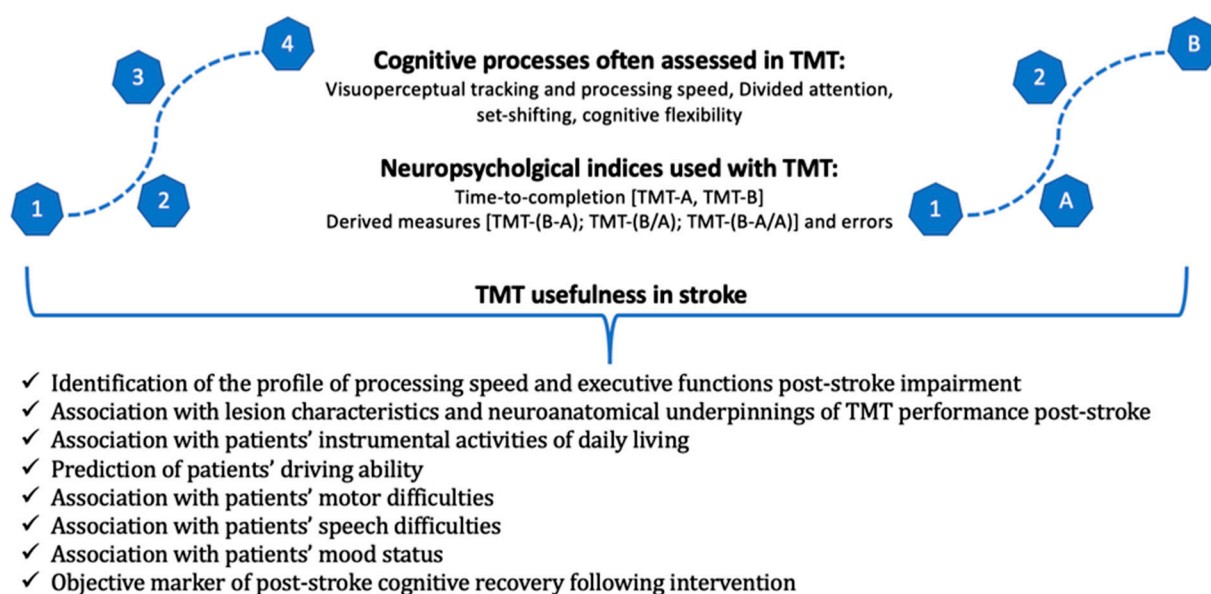 4
3
2
1
Cognitive processes often assessed in TMT:
Visuoperceptual tracking and processing speed, Divided attention,
set-shifting, cognitive flexibility
Neuropsycholgical indices used with TMT:
Time-to-completion [TMT-A, TMT-B]
Derived measures [TMT-(B-A); TMT-(B/A); TMT-(B-A/A)] and errors
B
2
A
1
TMT usefulness in stroke
✓ Identification of the profile of processing speed and executive functions post-stroke impairment
✓ Association with lesion characteristics and neuroanatomical underpinnings of TMT performance post-stroke
✓ Association with patients’ instrumental activities of daily living
✓ Prediction of patients’ driving ability
✓ Association with patients’ motor difficulties
✓ Association with patients’ speech difficulties
✓ Association with patients’ mood status
✓ Objective marker of post-stroke cognitive recovery following intervention